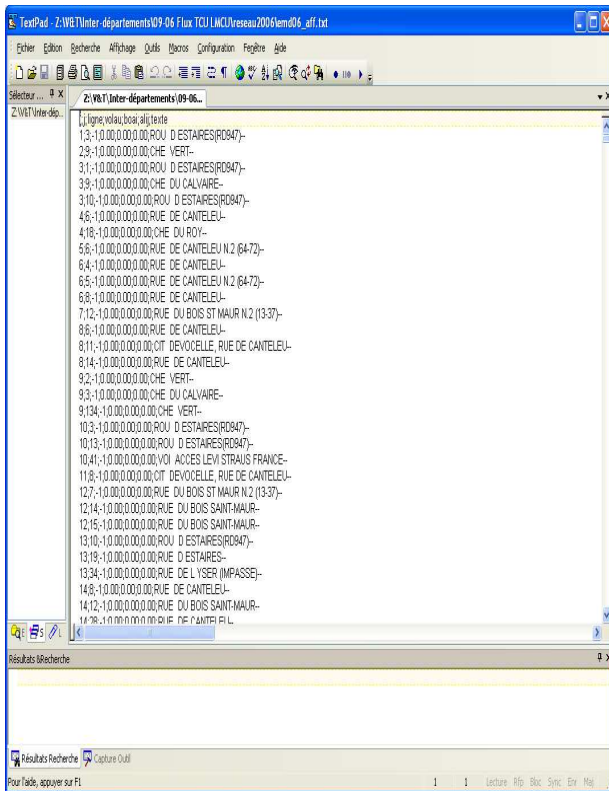 TextPad - Z:\V&T\Inter-départements\09-06 Flux TCU LMCU\reseau2006\emd06_aff.txt
Fichier Edition Recherche Affichage Outils Macros Configuration Fenêtre Aide
Sélecteur ...
Z:\V&T\Inter-dép...
Z:\V&T\Inter-départements\09-06...
i;j;ligne;volau;boai;alij;texte
1;3;-1;0.00;0.00;0.00;ROU D ESTAIRES(RD947)--
2;9;-1;0.00;0.00;0.00;CHE VERT--
3;1;-1;0.00;0.00;0.00;ROU D ESTAIRES(RD947)--
3;9;-1;0.00;0.00;0.00;CHE DU CALVAIRE--
3;10;-1;0.00;0.00;0.00;ROU D ESTAIRES(RD947)--
4;6;-1;0.00;0.00;0.00;RUE DE CANTELEU--
4;18;-1;0.00;0.00;0.00;CHE DU ROY--
5;6;-1;0.00;0.00;0.00;RUE DE CANTELEU N.2 (64-72)--
6;4;-1;0.00;0.00;0.00;RUE DE CANTELEU--
6;5;-1;0.00;0.00;0.00;RUE DE CANTELEU N.2 (64-72)--
6;8;-1;0.00;0.00;0.00;RUE DE CANTELEU--
7;12;-1;0.00;0.00;0.00;RUE DU BOIS ST MAUR N.2 (13-37)--
8;6;-1;0.00;0.00;0.00;RUE DE CANTELEU--
8;11;-1;0.00;0.00;0.00;CIT DEVOCELLE, RUE DE CANTELEU--
8;14;-1;0.00;0.00;0.00;RUE DE CANTELEU--
9;2;-1;0.00;0.00;0.00;CHE VERT--
9;3;-1;0.00;0.00;0.00;CHE DU CALVAIRE--
9;134;-1;0.00;0.00;0.00;CHE VERT--
10;3;-1;0.00;0.00;0.00;ROU D ESTAIRES(RD947)--
10;13;-1;0.00;0.00;0.00;ROU D ESTAIRES(RD947)--
10;41;-1;0.00;0.00;0.00;VOI ACCES LEVI STRAUS FRANCE--
11;8;-1;0.00;0.00;0.00;CIT DEVOCELLE, RUE DE CANTELEU--
12;7;-1;0.00;0.00;0.00;RUE DU BOIS ST MAUR N.2 (13-37)--
12;14;-1;0.00;0.00;0.00;RUE DU BOIS SAINT-MAUR--
12;15;-1;0.00;0.00;0.00;RUE DU BOIS SAINT-MAUR--
13;10;-1;0.00;0.00;0.00;ROU D ESTAIRES(RD947)--
13;19;-1;0.00;0.00;0.00;RUE D ESTAIRES--
13;34;-1;0.00;0.00;0.00;RUE DE L YSER (IMPASSE)--
14;8;-1;0.00;0.00;0.00;RUE DE CANTELEU--
14;12;-1;0.00;0.00;0.00;RUE DU BOIS SAINT-MAUR--
14;28;-1;0.00;0.00;0.00;RUE DE CANTELEU--
Résultats &Recherche
Résultats Recherche Capture Outil
Pour l'aide, appuyer sur F1 1 1 Lecture Rfp Bloc Sync Enr Maj